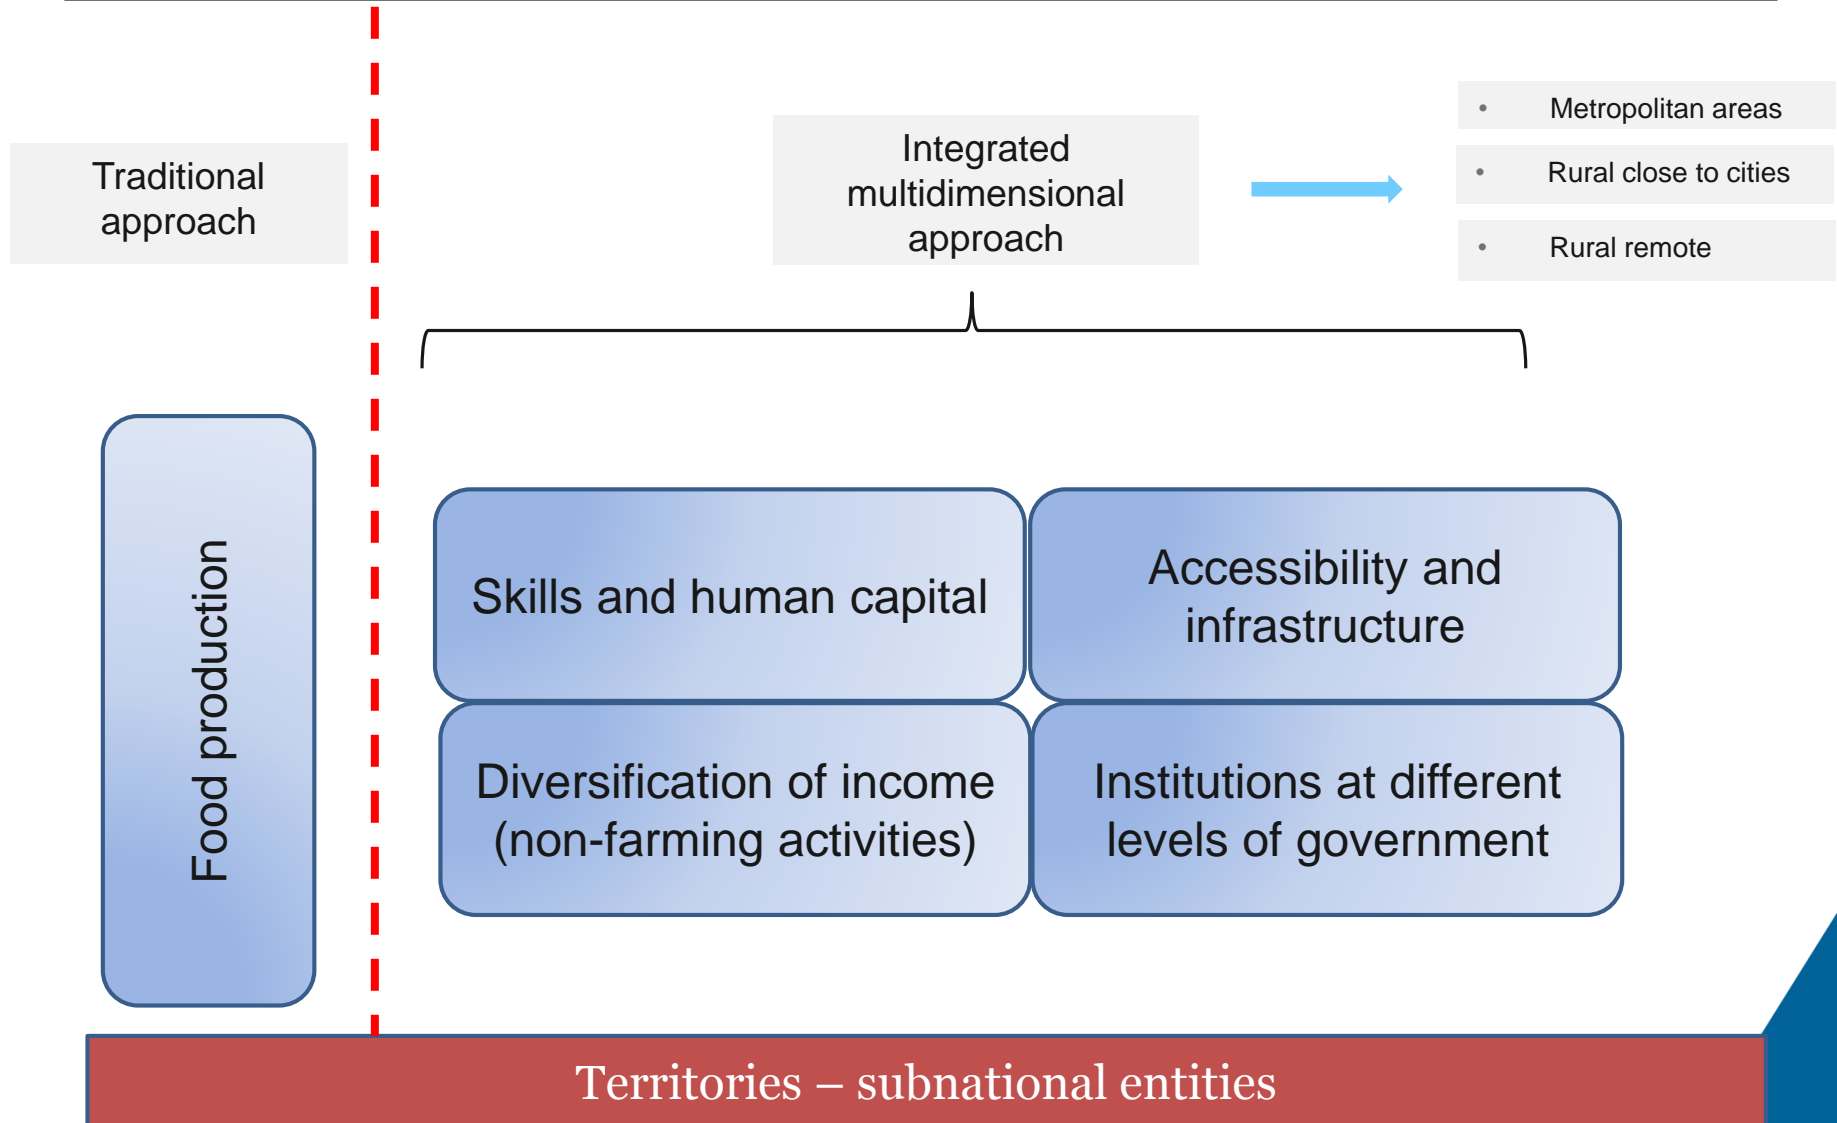 Traditional
approach
Integrated
multidimensional
approach
• Metropolitan areas
• Rural close to cities
• Rural remote
Food production
Skills and human capital
Accessibility and
infrastructure
Diversification of income
(non-farming activities)
Institutions at different
levels of government
Territories – subnational entities